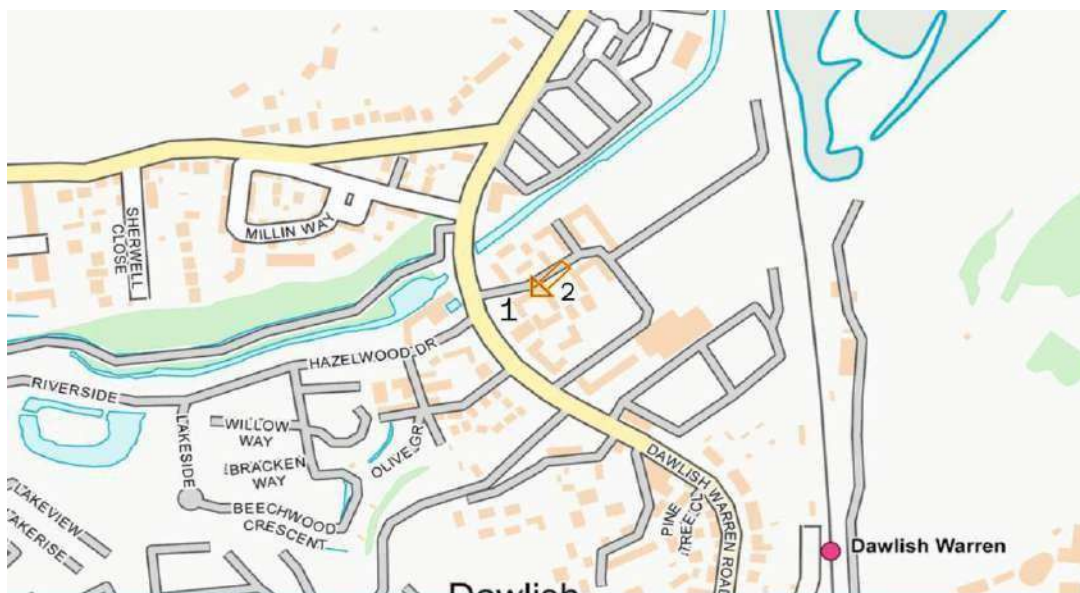 SHERWELL
CLOSE
MILLIN WAY
1
2
HAZELWOOD DR
RIVERSIDE
LAKESIDE
WILLOW
WAY
BRACKEN
WAY
OLIVE GR
BEECHWOOD
CRESCENT
LAKEVIEW
LAKERISE
DAWLISH WARREN ROAD
PINE
TREE CL
Dawlish Warren
Dawlish